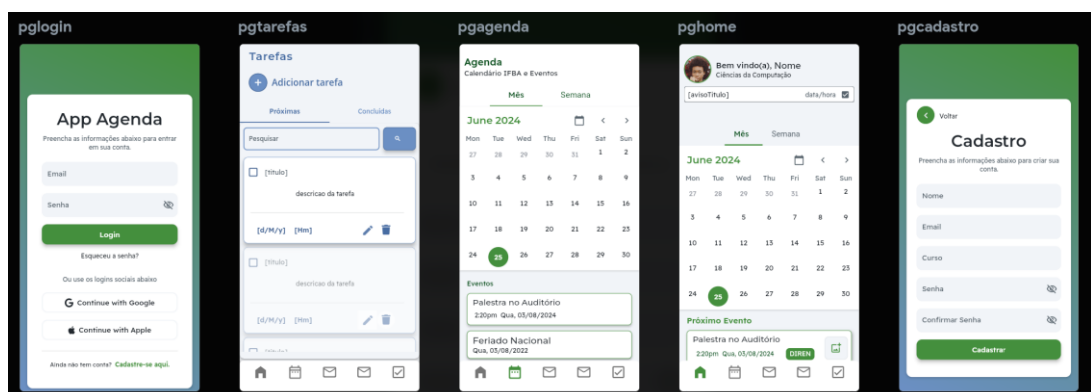 pglogin
App Agenda
Preencha as informações abaixo para entrar
em sua conta.
Email
Senha
Login
Esqueceu a senha?
Ou use os logins sociais abaixo
Continue with Google
Continue with Apple
Ainda não tem conta? Cadastre-se aqui.
pgtarefas
Tarefas
Adicionar tarefa
Próximas Concluídas
Pesquisar
[titulo]
descricao da tarefa
[d/M/y] [Hm]
[titulo]
descricao da tarefa
[d/M/y] [Hm]
[titulo]
pgagenda
Agenda
Calendário IFBA e Eventos
Mês Semana
June 2024
Mon Tue Wed Thu Fri Sat Sun
27 28 29 30 31 1 2
3 4 5 6 7 8 9
10 11 12 13 14 15 16
17 18 19 20 21 22 23
24 25 26 27 28 29 30
Eventos
Palestra no Auditório
2:20pm Qua, 03/08/2024
Feriado Nacional
Qua, 03/08/2022
pghome
Bem vindo(a), Nome
Ciências da Computação
[avisoTitulo] data/hora
Mês Semana
June 2024
Mon Tue Wed Thu Fri Sat Sun
27 28 29 30 31 1 2
3 4 5 6 7 8 9
10 11 12 13 14 15 16
17 18 19 20 21 22 23
24 25 26 27 28 29 30
Próximo Evento
Palestra no Auditório
2:20pm Qua, 03/08/2024 DIREN
pgcadastro
Voltar
Cadastro
Preencha as informações abaixo para criar sua
conta.
Nome
Email
Curso
Senha
Confirmar Senha
Cadastrar